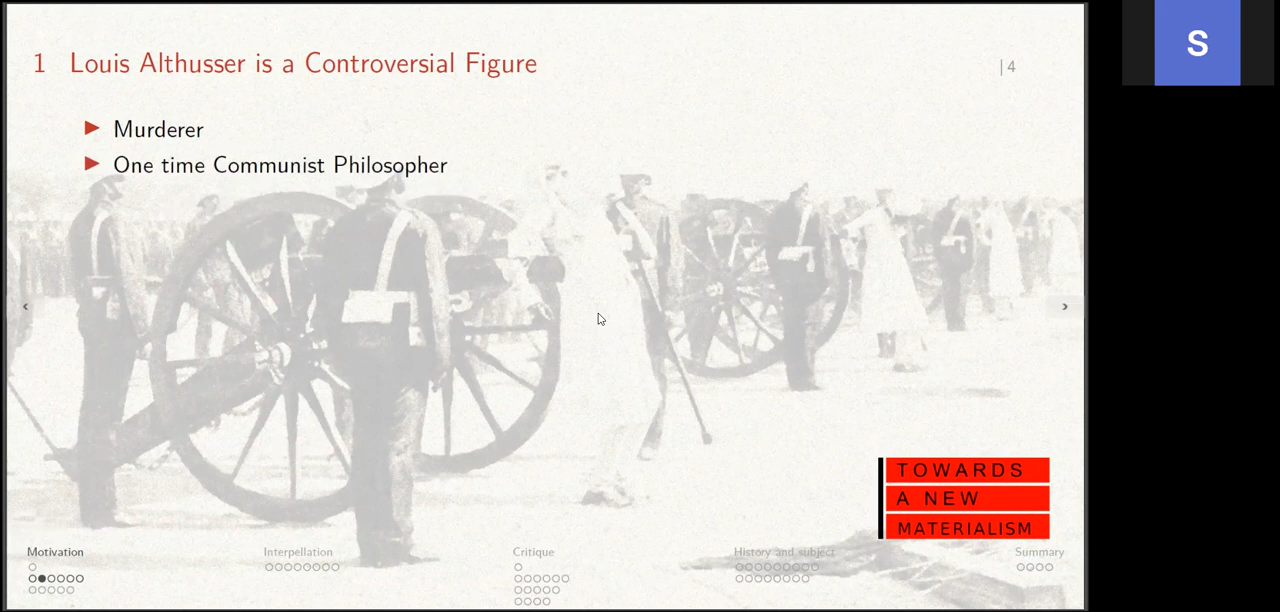 1 Louis Althusser is a Controversial Figure
| 4
S
▶ Murderer
▶ One time Communist Philosopher
TOWARDS
A NEW
MATERIALISM
Motivation Interpellation Critique History and subject Summary